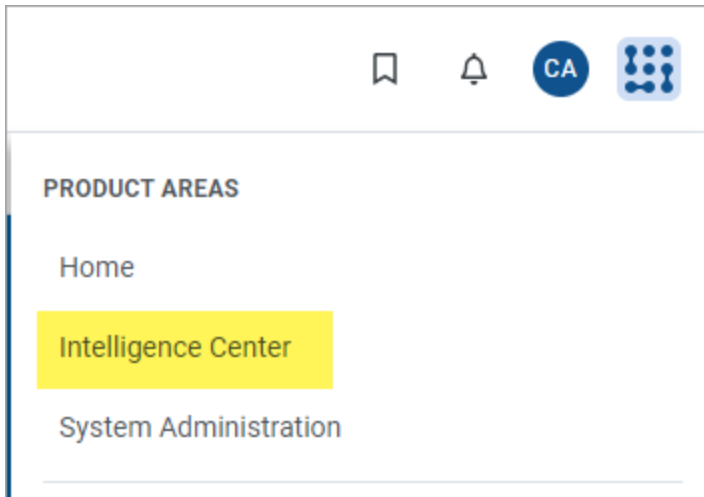 CA
PRODUCT AREAS
Home
Intelligence Center
System Administration